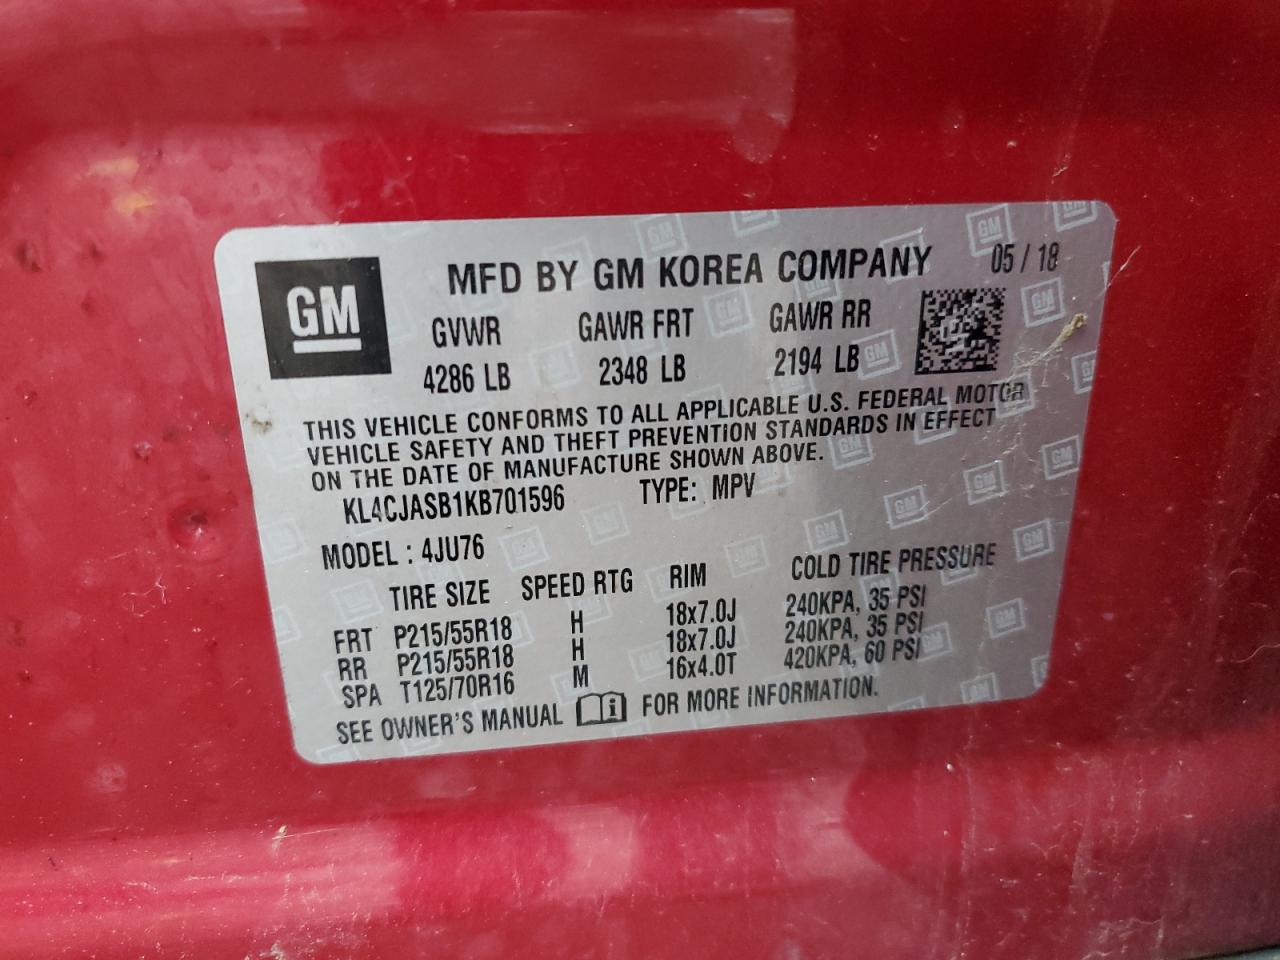 GM
MFD BY GM KOREA COMPANY 05 / 18
GVWR GAWR FRT GAWR RR
4286 LB 2348 LB 2194 LB
THIS VEHICLE CONFORMS TO ALL APPLICABLE U.S. FEDERAL MOTOR
VEHICLE SAFETY AND THEFT PREVENTION STANDARDS IN EFFECT
ON THE DATE OF MANUFACTURE SHOWN ABOVE.
KL4CJASB1KB701596 TYPE: MPV
MODEL : 4JU76
TIRE SIZE SPEED RTG RIM COLD TIRE PRESSURE
FRT P215/55R18 H 18x7.0J 240KPA, 35 PSI
RR P215/55R18 H 18x7.0J 240KPA, 35 PSI
SPA T125/70R16 M 16x4.0T 420KPA, 60 PSI
SEE OWNER'S MANUAL i FOR MORE INFORMATION.